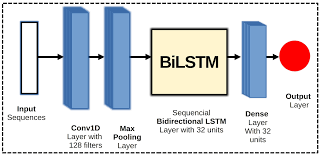 BiLSTM
Input
Sequences
Conv1D
Layer with
128 filters
Max
Pooling
Layer
Sequencial
Bidirectional LSTM
Layer with 32 units
Dense
Layer
With 32
units
Output
Layer